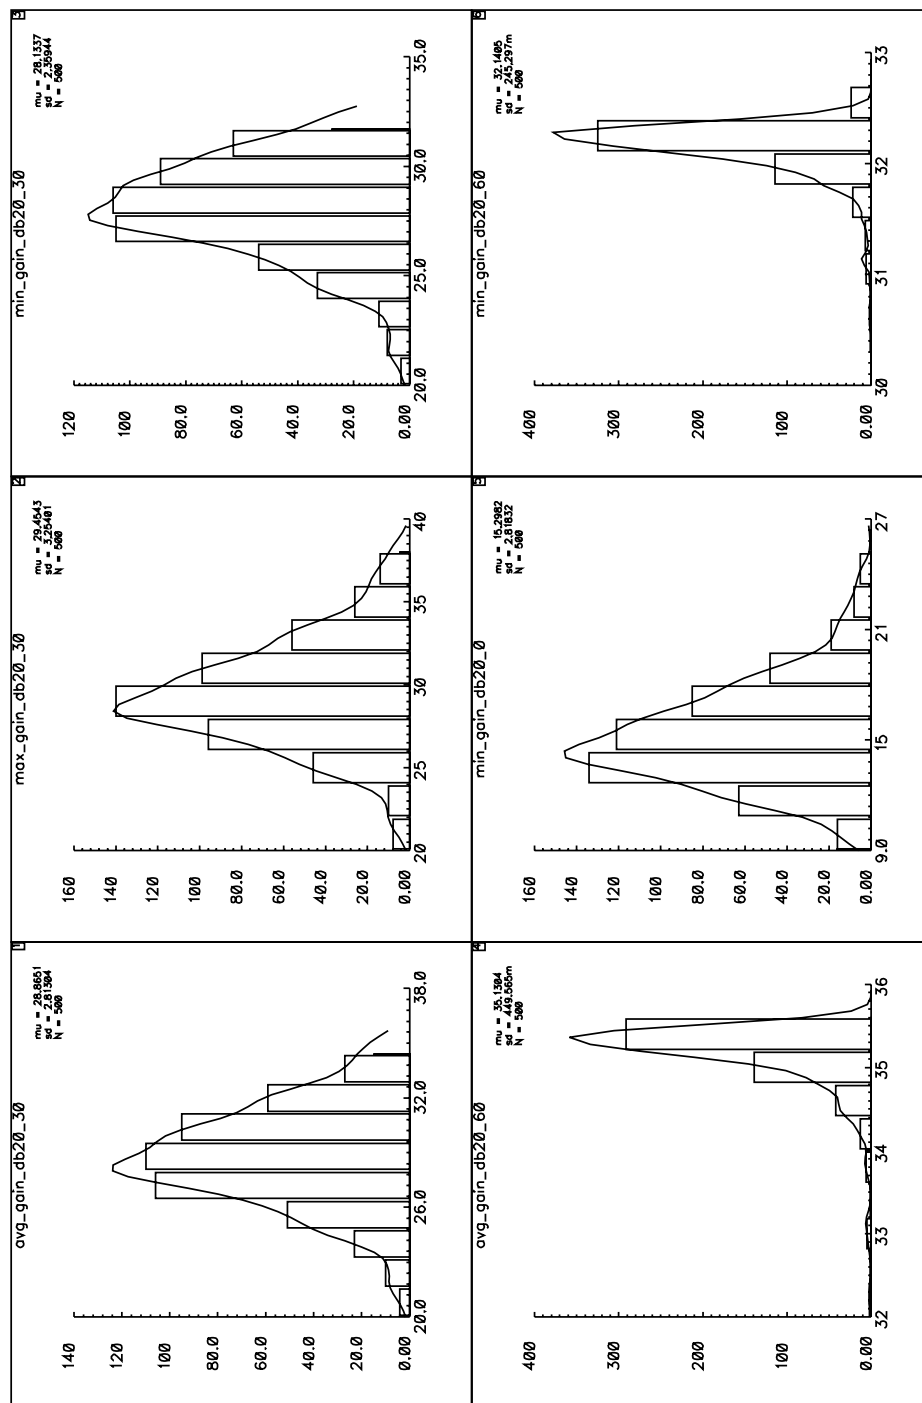 1
avg_gain_db20_30
mu = 28.8651
sd = 2.81304
N = 500
140
120
100
80.0
60.0
40.0
20.0
0.00
20.0 26.0 32.0 38.0
2
max_gain_db20_30
mu = 29.4543
sd = 3.25401
N = 500
160
140
120
100
80.0
60.0
40.0
20.0
0.00
20 25 30 35 40
3
min_gain_db20_30
mu = 28.1337
sd = 2.35944
N = 500
120
100
80.0
60.0
40.0
20.0
0.00
20.0 25.0 30.0 35.0
4
avg_gain_db20_60
mu = 35.1304
sd = 449.565m
N = 500
400
300
200
100
0.00
32 33 34 35 36
5
min_gain_db20_0
mu = 15.2982
sd = 2.81832
N = 500
160
140
120
100
80.0
60.0
40.0
20.0
0.00
9.0 15 21 27
6
min_gain_db20_60
mu = 32.1405
sd = 245.297m
N = 500
400
300
200
100
0.00
30 31 32 33